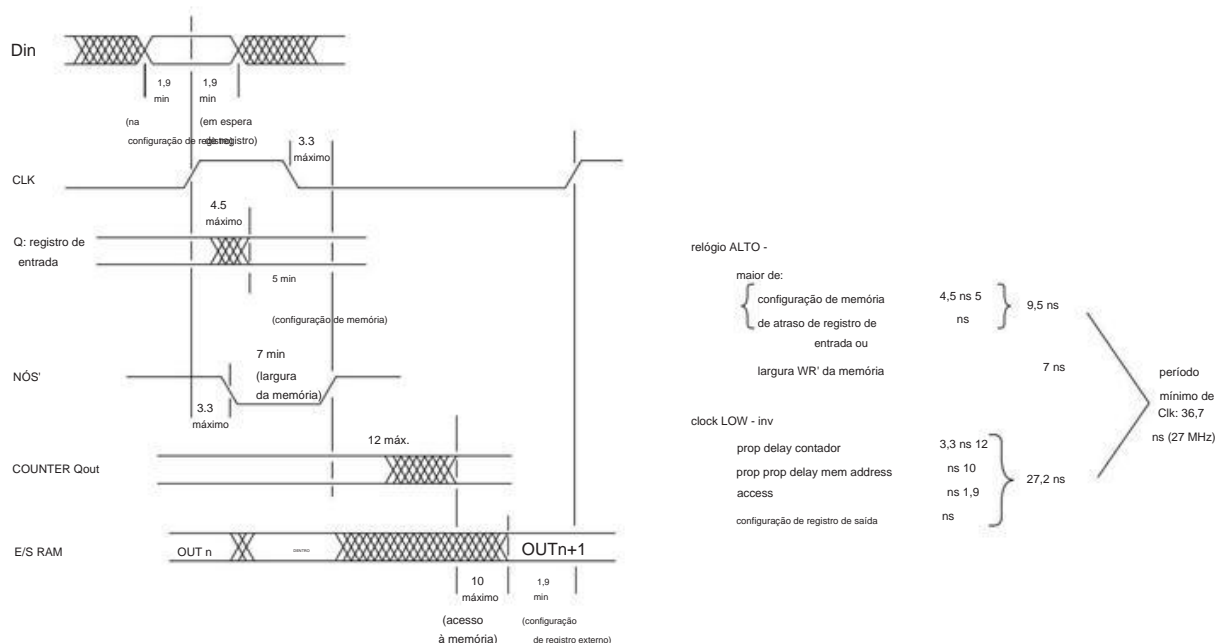 Din
1,9
min
1,9
min
(na
configuração de registro)
(em espera
de registro)
3.3
máximo
CLK
4.5
máximo
Q: registro de
entrada
5 min
(configuração de memória)
7 min
(largura
da memória)
NÓS'
3.3
máximo
12 máx.
COUNTER Qout
E/S RAM
OUT n
OUTn+1
10
máximo
1,9
min
(acesso
à memória)
(configuração
de registro externo)
relógio ALTO -
maior de:
configuração de memória 4,5 ns 5
de atraso de registro de ns
entrada ou
9,5 ns
largura WR' da memória 7 ns
clock LOW - inv
prop delay contador 3,3 ns 12
prop prop delay mem address ns 10
access ns 1,9
configuração de registro de saída ns
27,2 ns
período
mínimo de
Clk: 36,7
ns (27 MHz)